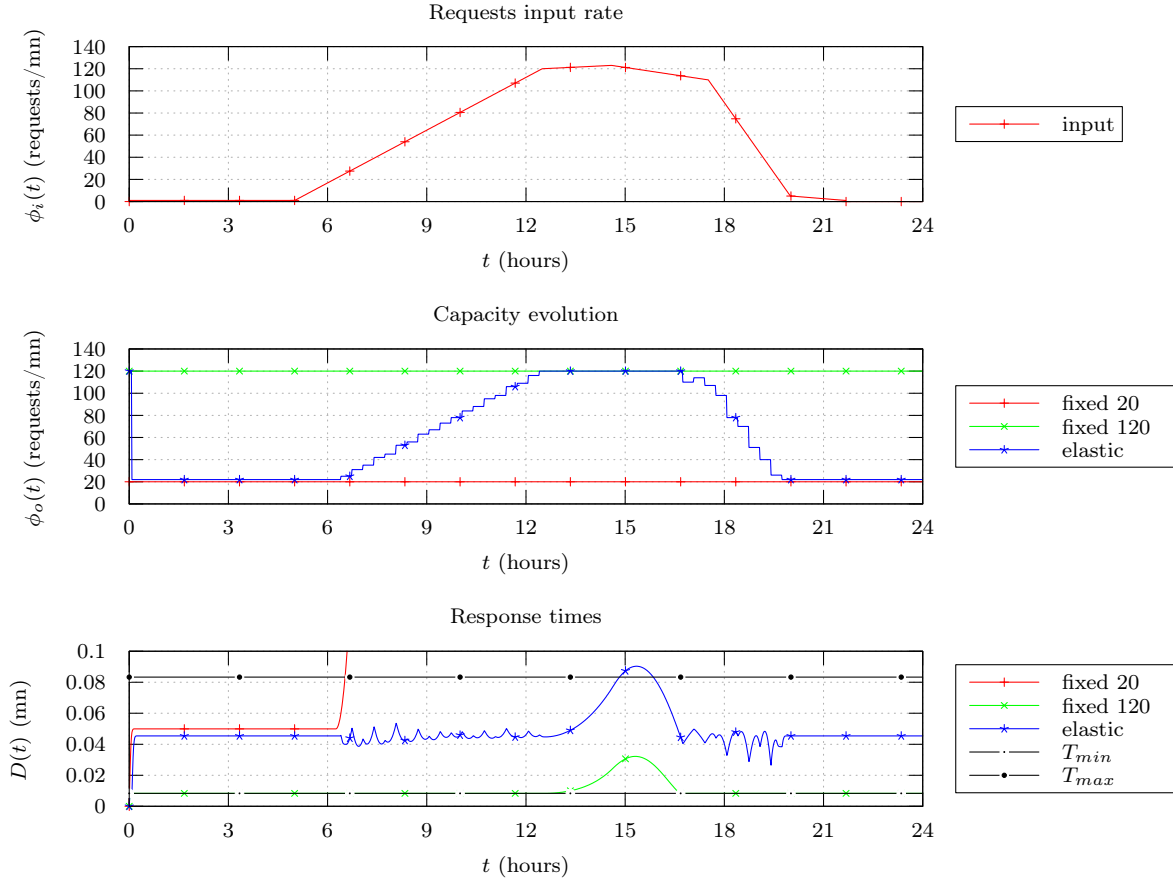 Requests input rate
ϕi(t) (requests/mn)
140
120
100
80
60
40
20
0
0 3 6 9 12 15 18 21 24
t (hours)
input
Capacity evolution
ϕo(t) (requests/mn)
140
120
100
80
60
40
20
0
0 3 6 9 12 15 18 21 24
t (hours)
fixed 20
fixed 120
elastic
Response times
D(t) (mn)
0.1
0.08
0.06
0.04
0.02
0
0 3 6 9 12 15 18 21 24
t (hours)
fixed 20
fixed 120
elastic
Tmin
Tmax